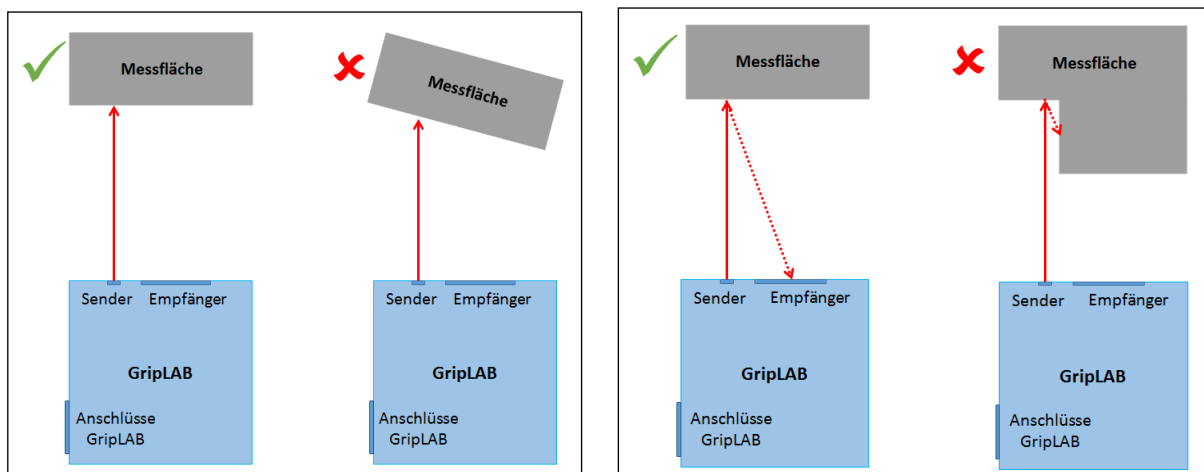 Messfläche
Messfläche
Sender
Empfänger
GripLAB
Anschlüsse
GripLAB
Sender
Empfänger
GripLAB
Anschlüsse
GripLAB
Messfläche
Messfläche
Sender
Empfänger
GripLAB
Anschlüsse
GripLAB
Sender
Empfänger
GripLAB
Anschlüsse
GripLAB